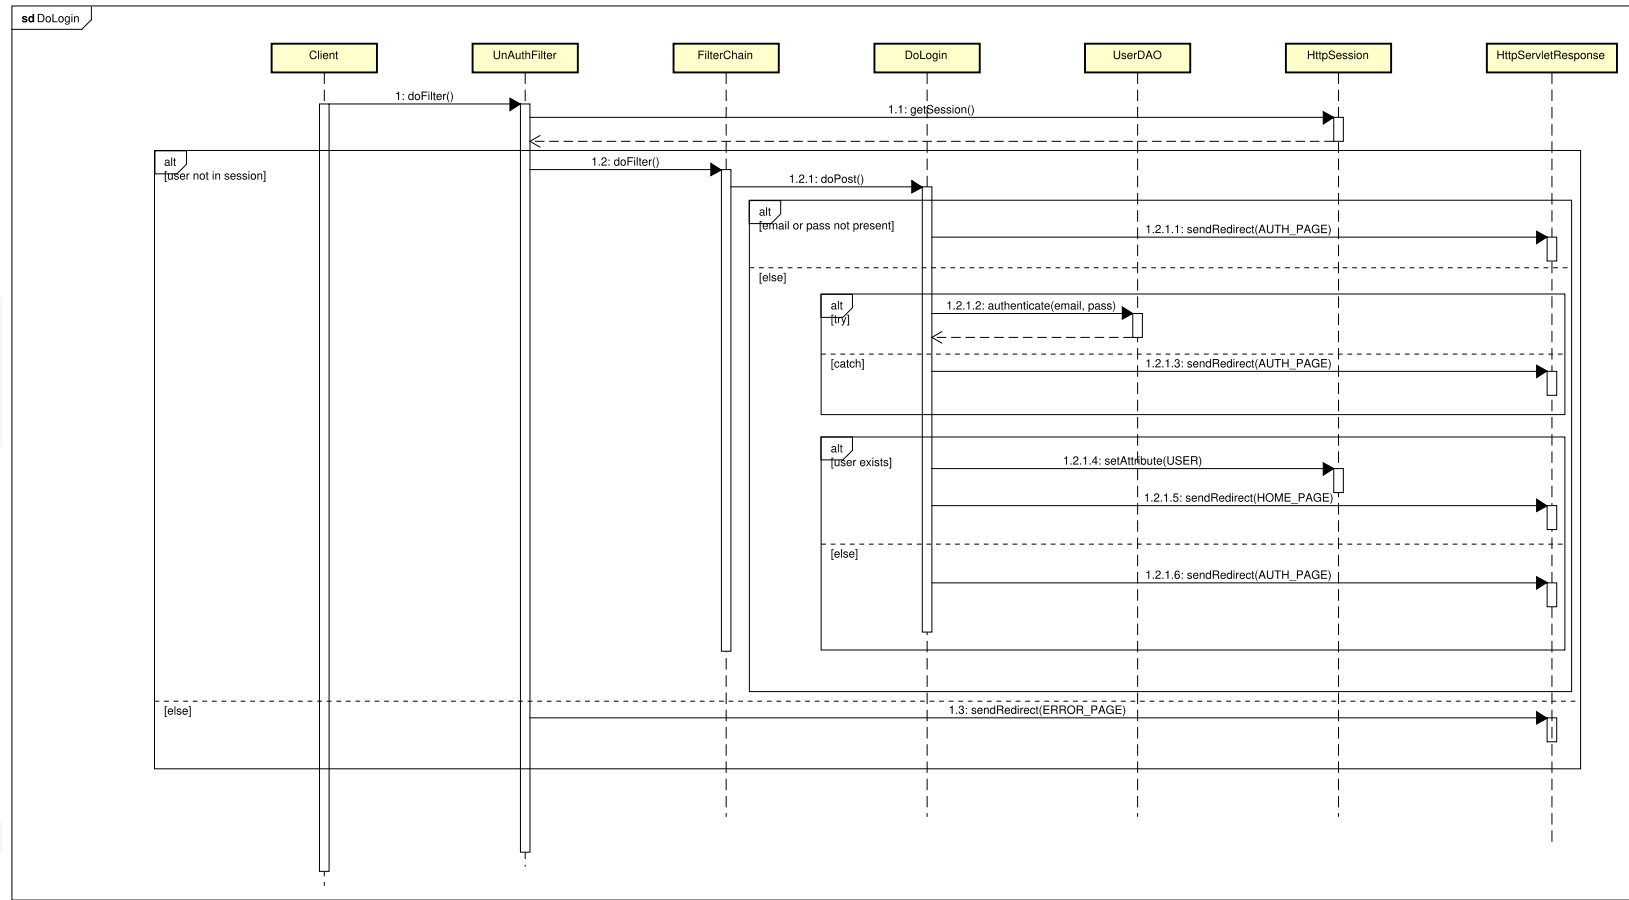 sd DoLogin
Client
UnAuthFilter
FilterChain
DoLogin
UserDAO
HttpSession
HttpServletResponse
1: doFilter()
1.1: getSession()
alt
[user not in session]
1.2: doFilter()
1.2.1: doPost()
alt
[email or pass not present]
1.2.1.1: sendRedirect(AUTH_PAGE)
[else]
alt
[try]
1.2.1.2: authenticate(email, pass)
[catch]
1.2.1.3: sendRedirect(AUTH_PAGE)
alt
[user exists]
1.2.1.4: setAttribute(USER)
1.2.1.5: sendRedirect(HOME_PAGE)
[else]
1.2.1.6: sendRedirect(AUTH_PAGE)
[else]
1.3: sendRedirect(ERROR_PAGE)